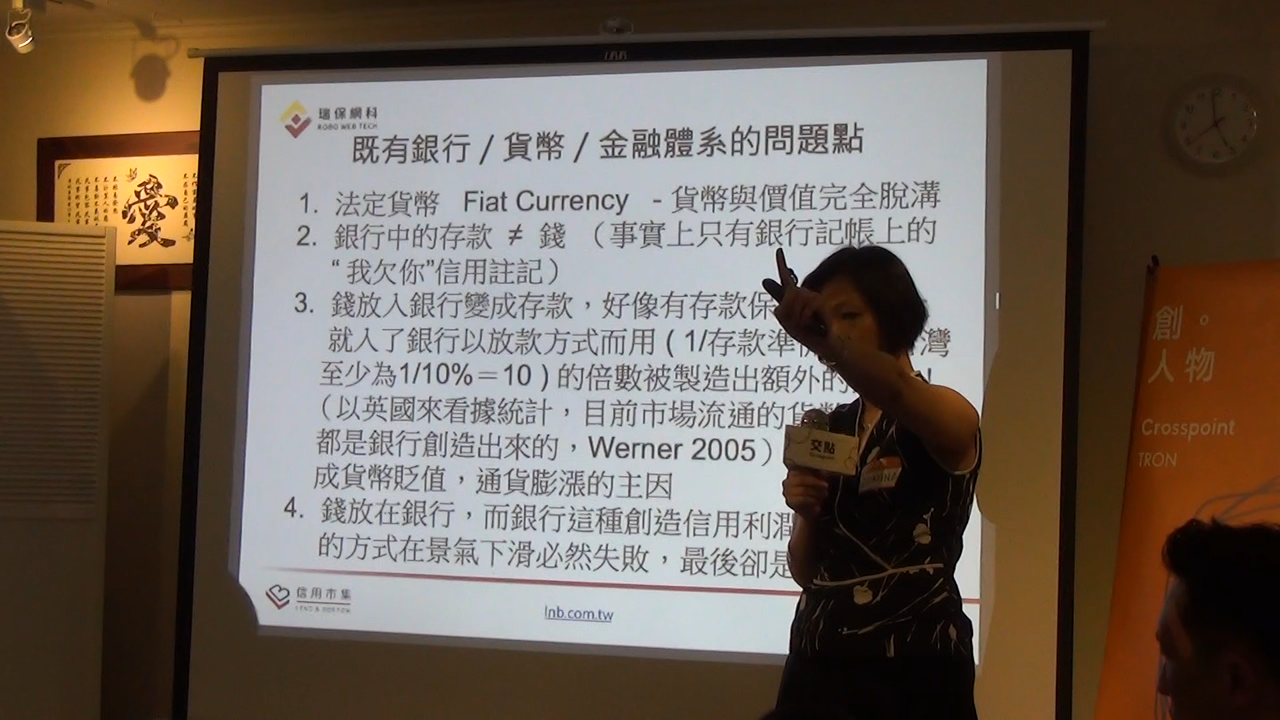 瑞保網科
ROBO WEB TECH
既有銀行 / 貨幣 / 金融體系的問題點
1. 法定貨幣 Fiat Currency - 貨幣與價值完全脫溝
2. 銀行中的存款 ≠ 錢 （事實上只有銀行記帳上的
“ 我欠你”信用註記）
3. 錢放入銀行變成存款，好像有存款保
就入了銀行以放款方式而用 ( 1/存款準 灣
至少為1/10%＝10 ) 的倍數被製造出額外的
（以英國來看據統計，目前市場流通的貨
都是銀行創造出來的，Werner 2005）
成貨幣貶值，通貨膨漲的主因
4. 錢放在銀行，而銀行這種創造信用利潤
的方式在景氣下滑必然失敗，最後卻是
信用市集
LEND & BORROW
lnb.com.tw
交點
愛
創。
人物
Crosspoint
TRON